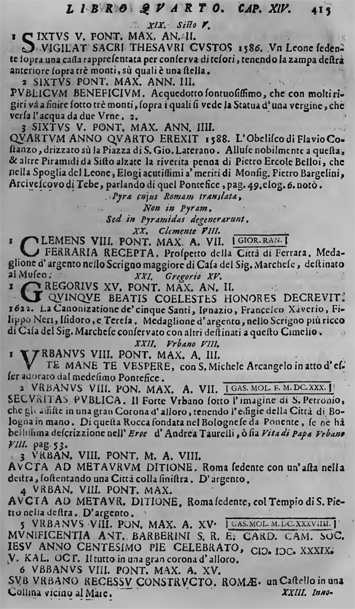 LIBRO QVARTO. CAP. XIV. 415
XIX. Sisto V.
1 SIXTUS V. PONT. MAX. AN. II.
VIGILAT SACRI THESAVRI CVSTOS 1586. Vn Leone seden-
te sopra una cassa rappresentata per conserva di tesori, tenendo la zampa destra
anteriore sopra tre monti, sù quali è una stella.
2 SIXTUS PONT. MAX. ANN. III.
PVBLICVM BENEFICIVM. Acquedotto sontuosissimo, che con molti ri-
giri và a finire sotto tre monti, sopra i quali si vede la Statua d'una vergine, che
versa l'acqua da due Vrne. 2.
3 SIXTUS V. PONT. MAX. ANN. IIII.
QVARTVM ANNO QVARTO EREXIT 1588. L'Obelisco di Flavio Co-
stanzo, drizzato sù la Piazza di S. Gio. Laterano. Alluse nobilmente a questa,
& altre Piramidi da Sisto alzate la riverita penna di Pietro Ercole Belloi, che
nella Spoglia del Leone, Elogi acutissimi a' meriti di Monsig. Pietro Bargelini,
Arcivescovo di Tebe, parlando di quel Pontefice, pag. 49. elog. 6. notò.
Pyra cujus Romam translata,
Non in Pyram,
Sed in Pyramidas degenerarunt.
XX. Clemente VIII.
1 CLEMENS VIII. PONT. MAX. A. VII. [GIOR. RAN.]
FERRARIA RECEPTA. Prospetto della Città di Ferrara. Meda-
glione d'argento nello Scrigno maggiore di Casa del Sig. Marchese, destinato
al Museo.
XXI. Gregorio XV.
1 GREGORIUS XV. PONT. MAX. AN. II.
QVINQVE BEATIS COELESTES HONORES DECREVIT.
1622. La Canonizatione de' cinque Santi, Ignazio, Francesco Xaverio, Fi-
lippo Neri, Isidoro, e Teresa. Medaglione d'argento, nello Scrigno più ricco
di Casa del Sig. Marchese conservato con altri destinati a questo Cimelio.
XXII. Vrbano VIII.
1 VRBANVS VIII. PONT. MAX. A. III.
TE MANE TE VESPERE, con S. Michele Arcangelo in atto d'es-
ser adorato dal medesimo Pontefice.
2 VRBANUS VIII. PON. MAX. A. VII. [GAS. MOL. F. M. DC. XXX.]
SECVRITAS PVBLICA. Il Forte Vrbano sotto l'imagine di S. Petronio,
che gli assiste in una gran Corona d'alloro, tenendo l'effigie della Città di Bo-
logna in mano. Di questa Rocca fondata nel Bolognese da Ponente, se ne hà
bellissima descrizzione nell' Eroe d' Andrea Taurelli, ò sia Vita di Papa Vrbano
VIII. pag. 53.
3 VRBAN. VIII. PONT. M. A. VIII.
AVCTA AD METAVRVM DITIONE. Roma sedente con un'asta nella
destra, sostentando una Città colla sinistra. D'argento.
4 VRBAN. VIII. PONT. MAX.
AVCTA AD METAVR. DITIONE. Roma sedente, col Tempio di S. Pie-
tro nella destra. D'argento.
5 VRBANUS VIII. PON. MAX. A. XV. [GAS. MOL. M. DC. XXXVIII.]
MVNIFICENTIA ANT. BARBERINI S. R. E. CARD. CAM. SOC.
IESV ANNO CENTESIMO PIE CELEBRATO, CIƆ. IƆC. XXXIX.
V. KAL. OCT. Il tutto in una gran corona d'alloro.
6 VBBANUS VIII. PONT. MAX. A. XV.
SVB VRBANO RECESSV CONSTRVCTO. ROMÆ. un Castello in una
Collina vicino al Mare. XXIII. Inno-